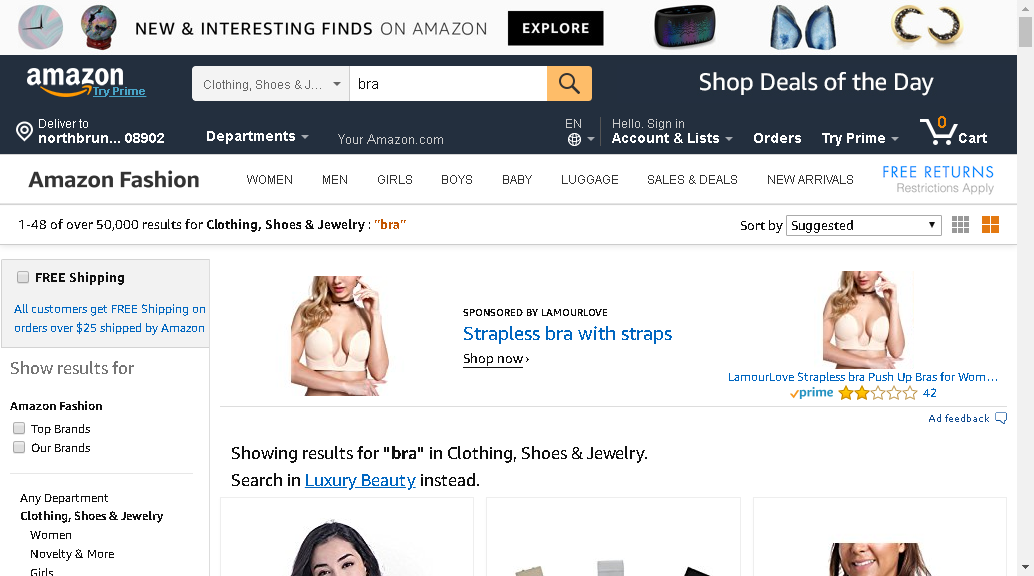 NEW & INTERESTING FINDS ON AMAZON EXPLORE
amazon
Try Prime
Clothing, Shoes & J...
bra
Shop Deals of the Day
Deliver to
northbrun... 08902
Departments
Your Amazon.com
EN
Hello. Sign in
Account & Lists
Orders
Try Prime
0
Cart
Amazon Fashion
WOMEN
MEN
GIRLS
BOYS
BABY
LUGGAGE
SALES & DEALS
NEW ARRIVALS
FREE RETURNS
Restrictions Apply
1-48 of over 50,000 results for Clothing, Shoes & Jewelry : "bra"
Sort by Suggested
FREE Shipping
All customers get FREE Shipping on
orders over $25 shipped by Amazon
Show results for
Amazon Fashion
Top Brands
Our Brands
Any Department
Clothing, Shoes & Jewelry
Women
Novelty & More
Girls
SPONSORED BY LAMOURLOVE
Strapless bra with straps
Shop now ›
LamourLove Strapless bra Push Up Bras for Wom...
prime 42
Ad feedback
Showing results for "bra" in Clothing, Shoes & Jewelry.
Search in Luxury Beauty instead.